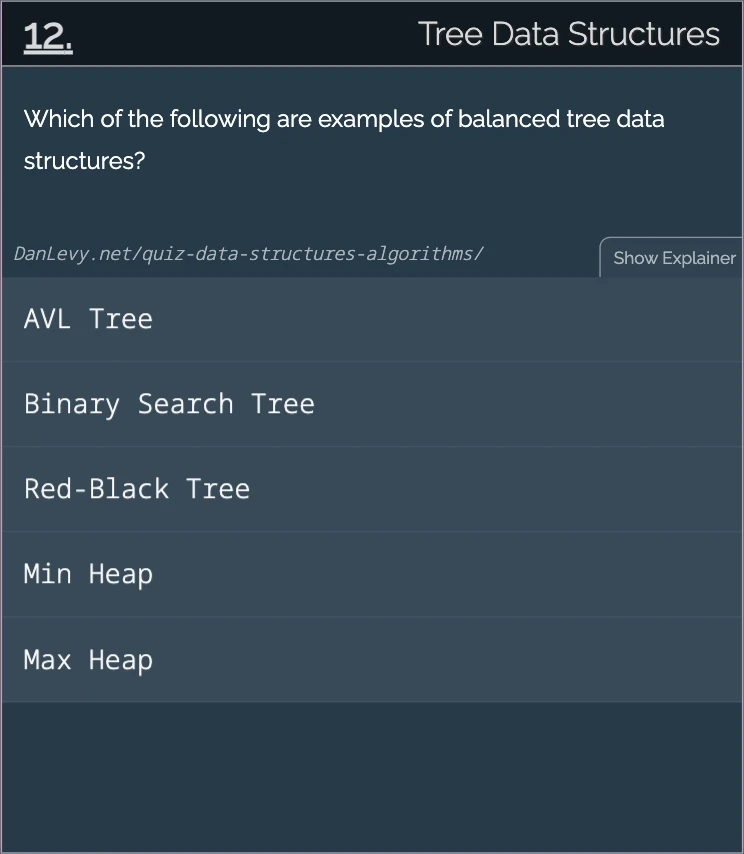 12.
Tree Data Structures
Which of the following are examples of balanced tree data
structures?
DanLevy.net/quiz-data-structures-algorithms/
Show Explainer
AVL Tree
Binary Search Tree
Red-Black Tree
Min Heap
Max Heap